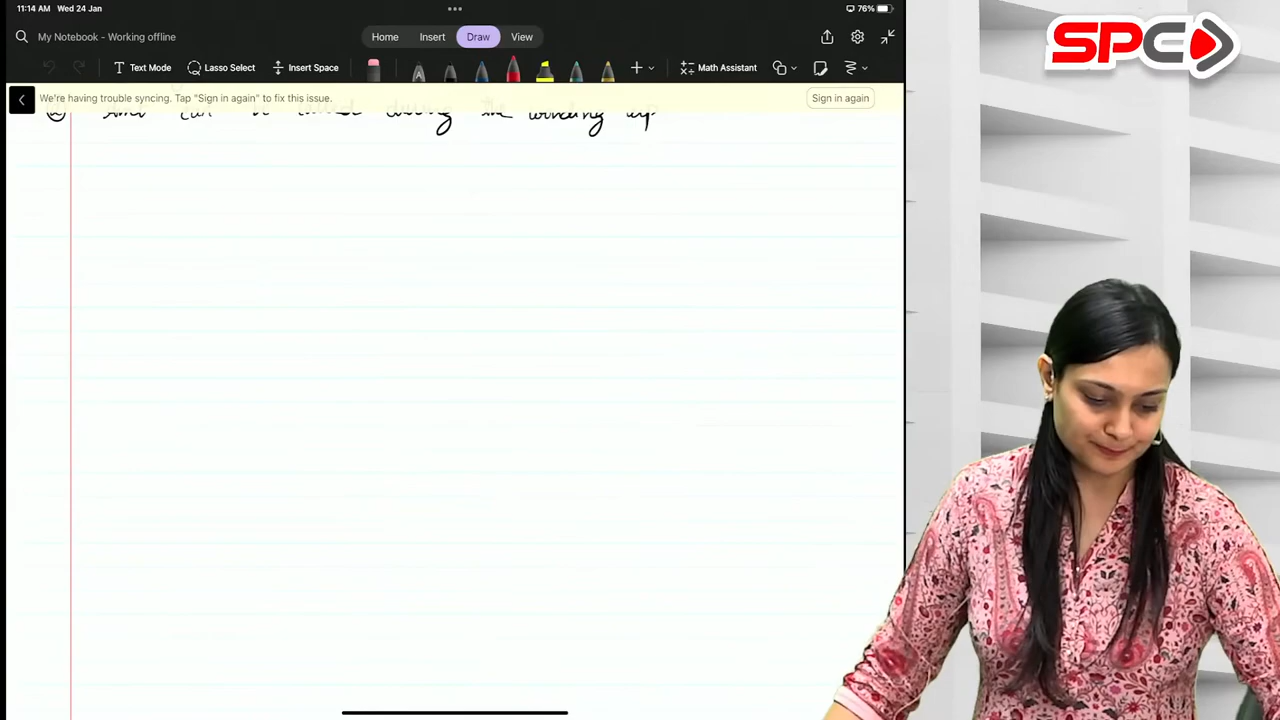 11:14 AM Wed 24 Jan
76%
My Notebook - Working offline
Home Insert Draw View
Text Mode Lasso Select Insert Space Math Assistant
We're having trouble syncing. Tap "Sign in again" to fix this issue.
Sign in again
can during the winding up
SPC